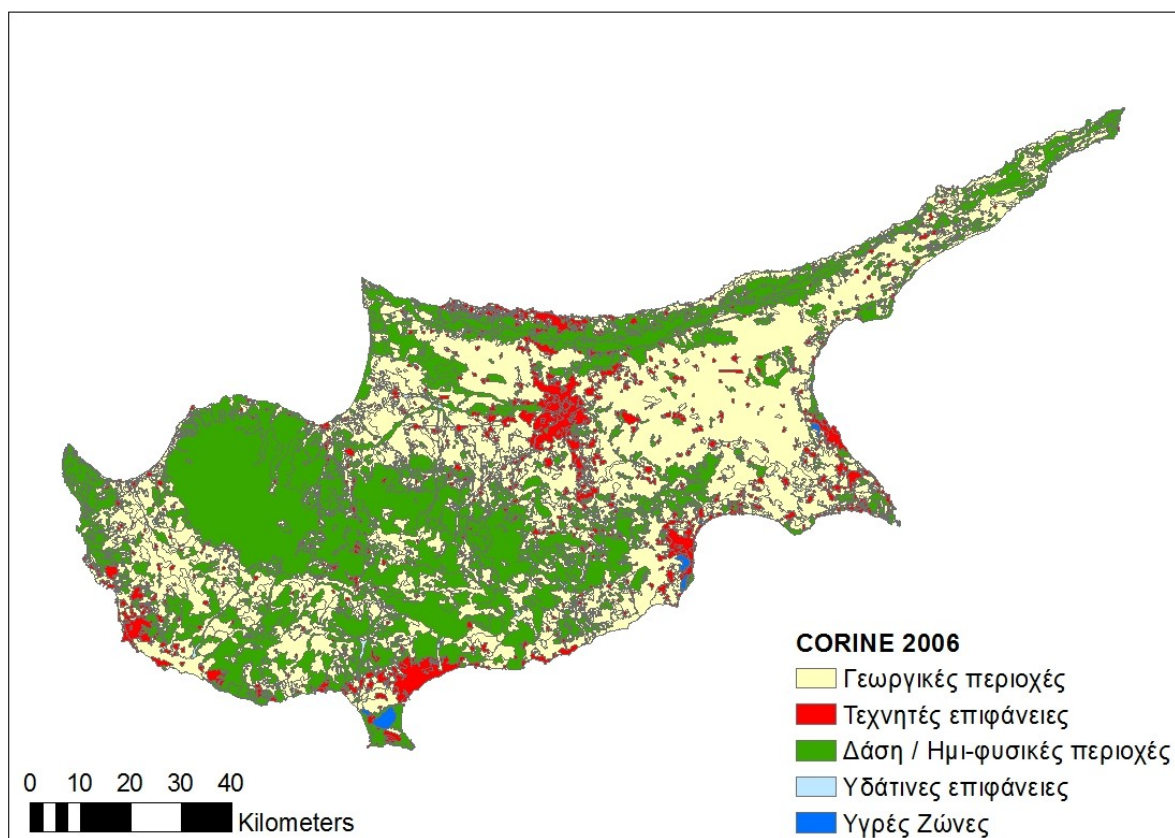 CORINE 2006
Γεωργικές περιοχές
Τεχνητές επιφάνειες
Δάση / Ημι-φυσικές περιοχές
Υδάτινες επιφάνειες
Υγρές Ζώνες
0 10 20 30 40
Kilometers